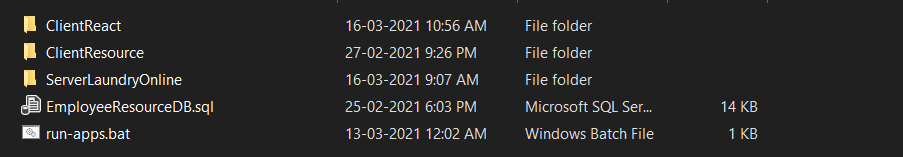 ClientReact 16-03-2021 10:56 AM File folder
ClientResource 27-02-2021 9:26 PM File folder
ServerLaundryOnline 16-03-2021 9:07 AM File folder
EmployeeResourceDB.sql 25-02-2021 6:03 PM Microsoft SQL Ser... 14 KB
run-apps.bat 13-03-2021 12:02 AM Windows Batch File 1 KB